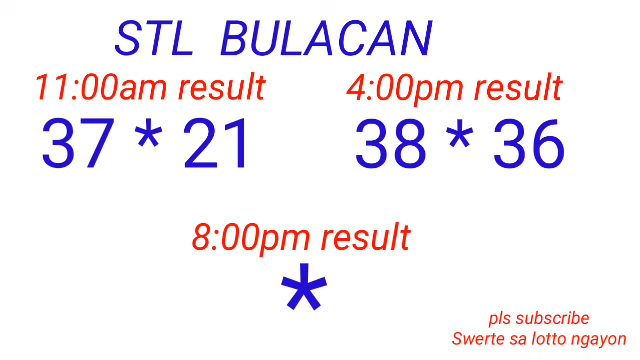 STL BULACAN
11:00am result 4:00pm result
37 * 21 38 * 36
8:00pm result
*
pls subscribe
Swerte sa lotto ngayon